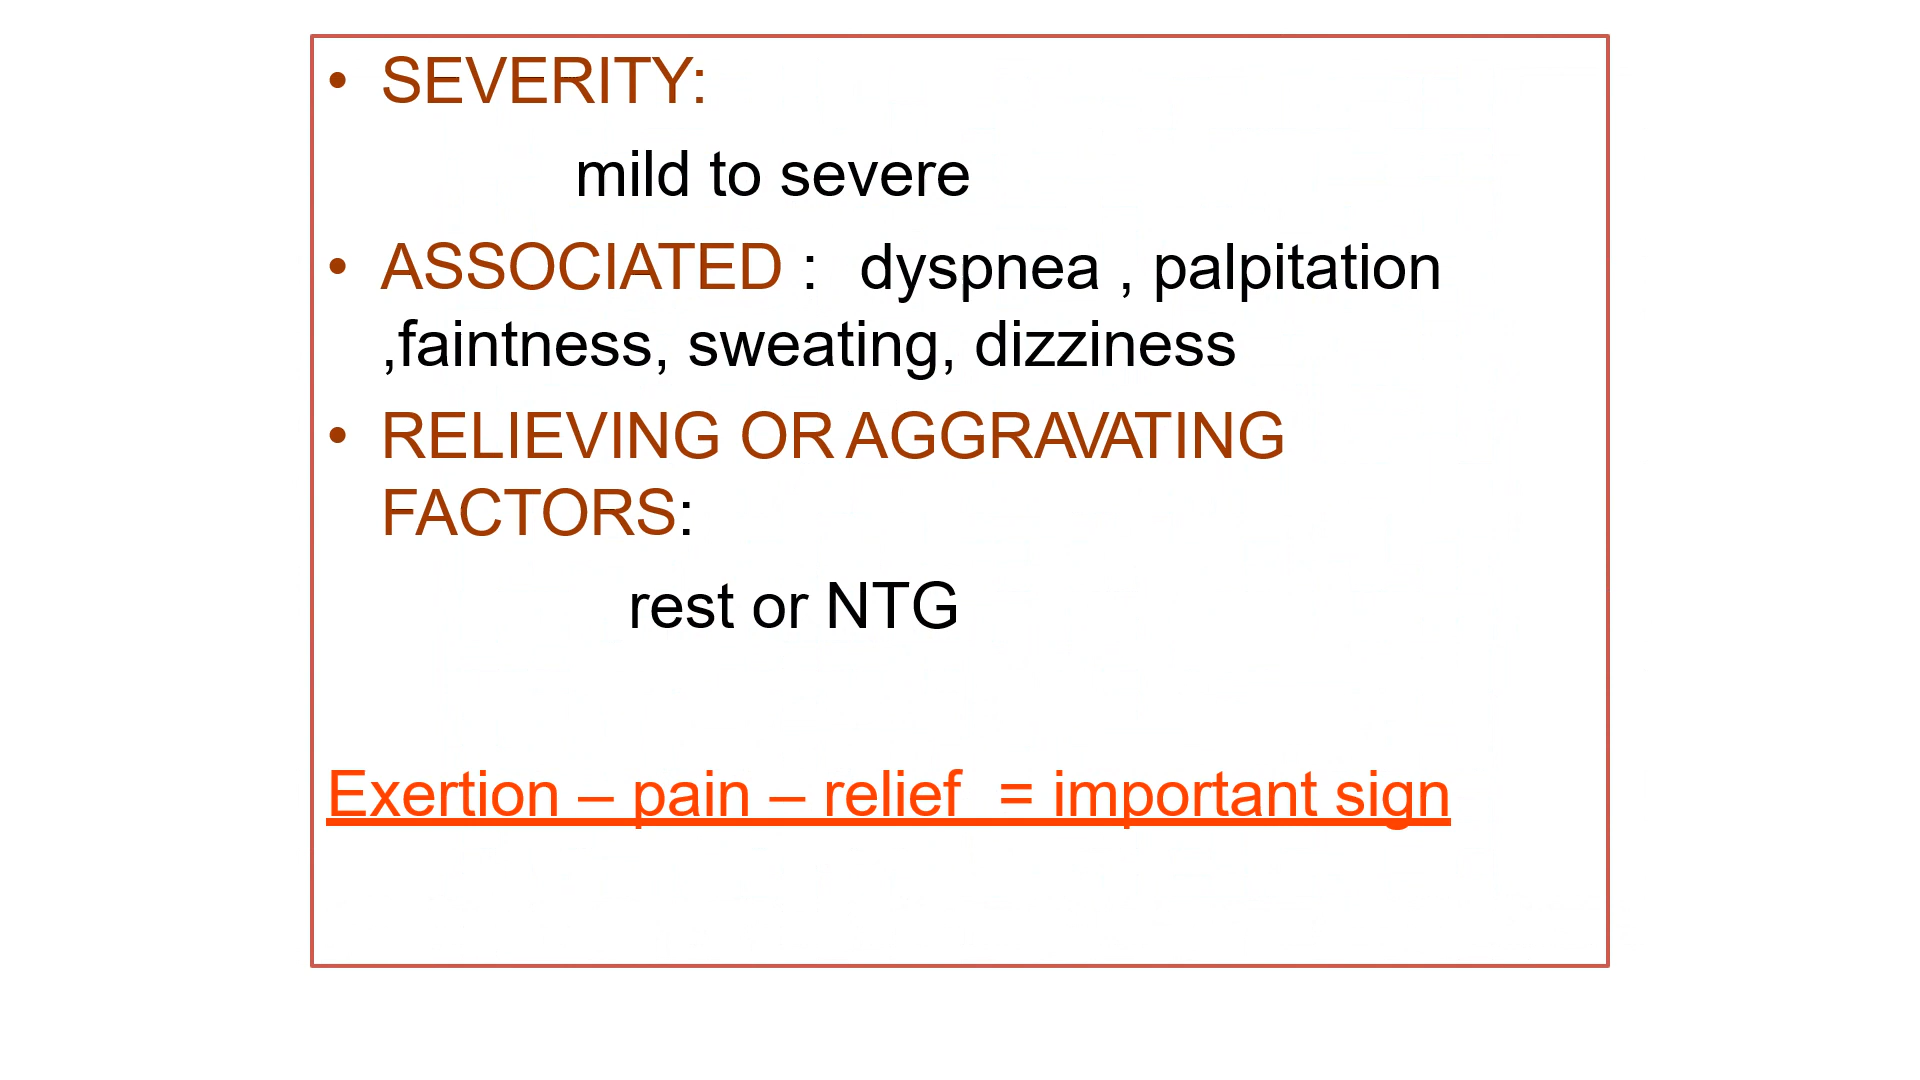 • SEVERITY:
mild to severe
• ASSOCIATED : dyspnea , palpitation
,faintness, sweating, dizziness
• RELIEVING OR AGGRAVATING
FACTORS:
rest or NTG
Exertion – pain – relief = important sign